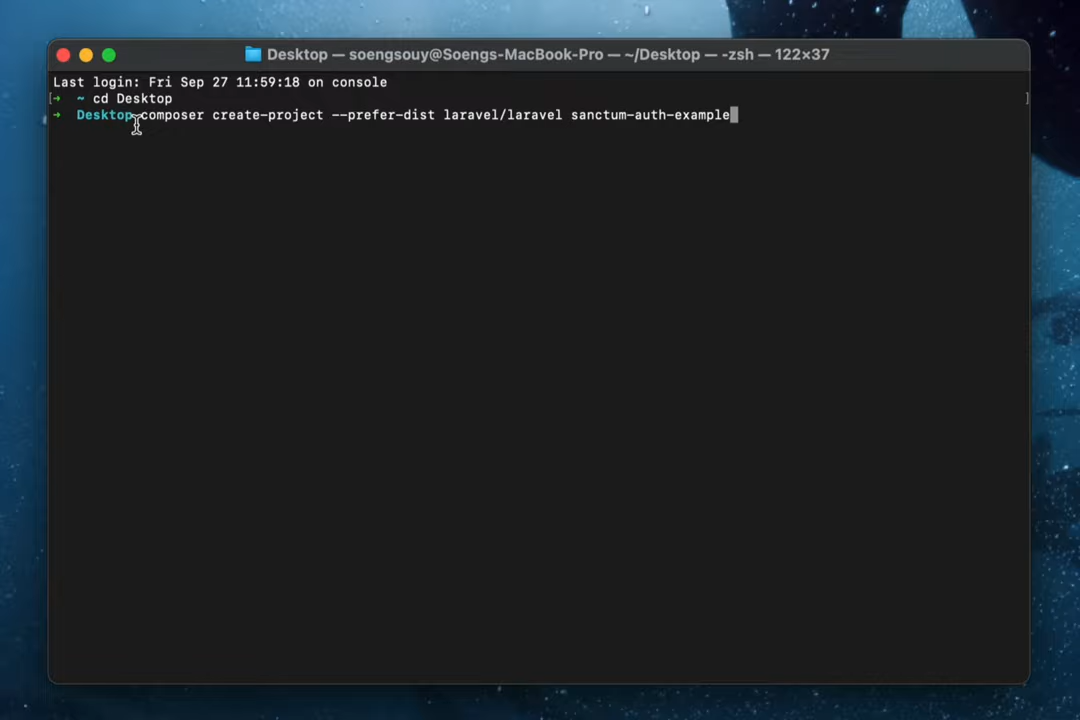 Desktop — soengsouy@Soengs-MacBook-Pro — ~/Desktop — -zsh — 122×37
Last login: Fri Sep 27 11:59:18 on console
[➜  ~ cd Desktop ]
➜  Desktop composer create-project --prefer-dist laravel/laravel sanctum-auth-example